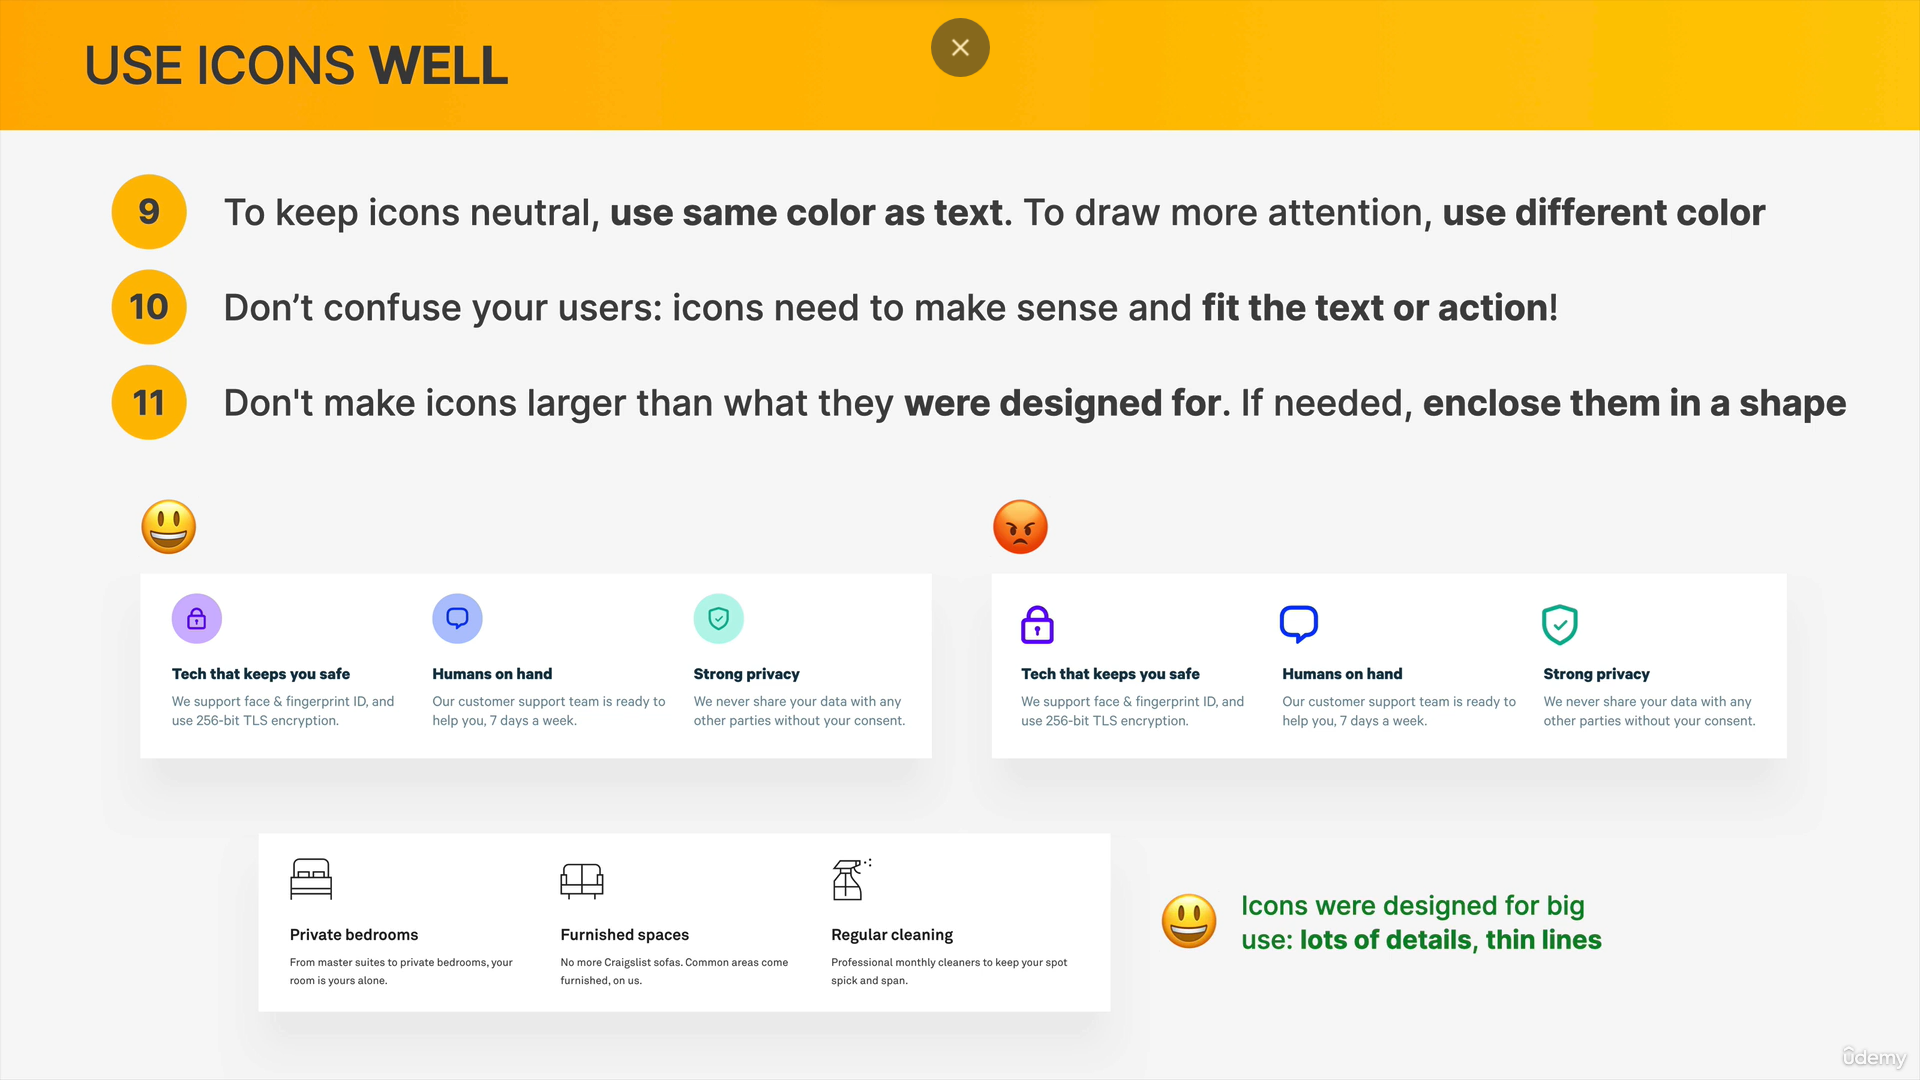 USE ICONS WELL
9 To keep icons neutral, use same color as text. To draw more attention, use different color
10 Don’t confuse your users: icons need to make sense and fit the text or action!
11 Don't make icons larger than what they were designed for. If needed, enclose them in a shape
Tech that keeps you safe
We support face & fingerprint ID, and
use 256-bit TLS encryption.
Humans on hand
Our customer support team is ready to
help you, 7 days a week.
Strong privacy
We never share your data with any
other parties without your consent.
Tech that keeps you safe
We support face & fingerprint ID, and
use 256-bit TLS encryption.
Humans on hand
Our customer support team is ready to
help you, 7 days a week.
Strong privacy
We never share your data with any
other parties without your consent.
Private bedrooms
From master suites to private bedrooms, your
room is yours alone.
Furnished spaces
No more Craigslist sofas. Common areas come
furnished, on us.
Regular cleaning
Professional monthly cleaners to keep your spot
spick and span.
Icons were designed for big
use: lots of details, thin lines
ûdemy